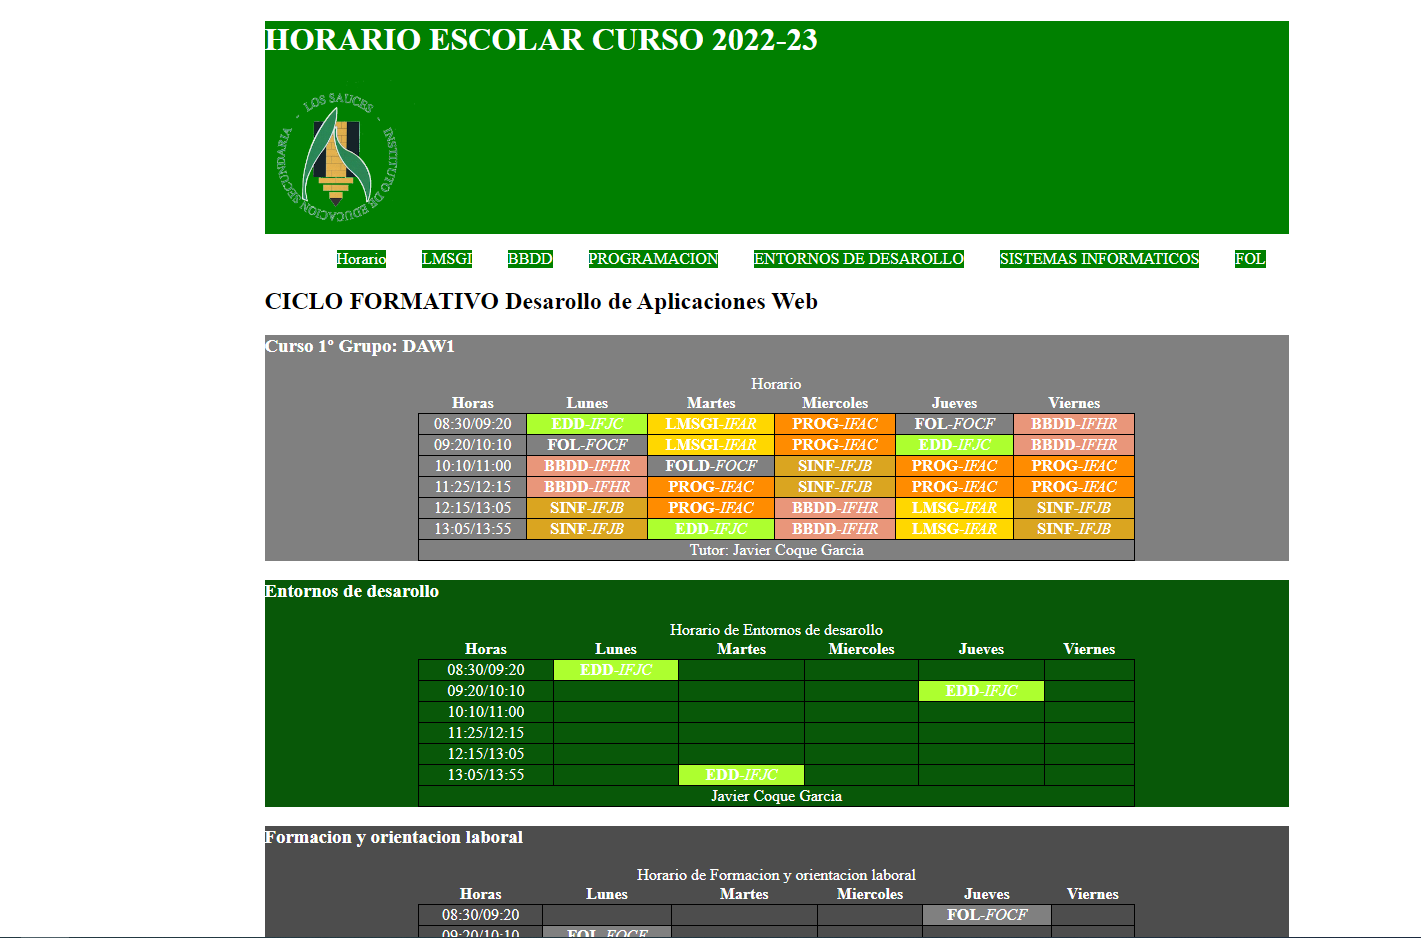 HORARIO ESCOLAR CURSO 2022-23
- LOS SAUCES - INSTITUTO DE EDUCACION SECUNDARIA
Horario LMSGI BBDD PROGRAMACION ENTORNOS DE DESAROLLO SISTEMAS INFORMATICOS FOL
CICLO FORMATIVO Desarollo de Aplicaciones Web
Curso 1º Grupo: DAW1
Horario
Horas Lunes Martes Miercoles Jueves Viernes
08:30/09:20 EDD-IFJC LMSGI-IFAR PROG-IFAC FOL-FOCF BBDD-IFHR
09:20/10:10 FOL-FOCF LMSGI-IFAR PROG-IFAC EDD-IFJC BBDD-IFHR
10:10/11:00 BBDD-IFHR FOLD-FOCF SINF-IFJB PROG-IFAC PROG-IFAC
11:25/12:15 BBDD-IFHR PROG-IFAC SINF-IFJB PROG-IFAC PROG-IFAC
12:15/13:05 SINF-IFJB PROG-IFAC BBDD-IFHR LMSG-IFAR SINF-IFJB
13:05/13:55 SINF-IFJB EDD-IFJC BBDD-IFHR LMSG-IFAR SINF-IFJB
Tutor: Javier Coque Garcia
Entornos de desarollo
Horario de Entornos de desarollo
Horas Lunes Martes Miercoles Jueves Viernes
08:30/09:20 EDD-IFJC
09:20/10:10 EDD-IFJC
10:10/11:00
11:25/12:15
12:15/13:05
13:05/13:55 EDD-IFJC
Javier Coque Garcia
Formacion y orientacion laboral
Horario de Formacion y orientacion laboral
Horas Lunes Martes Miercoles Jueves Viernes
08:30/09:20 FOL-FOCF
09:20/10:10 FOL-FOCF